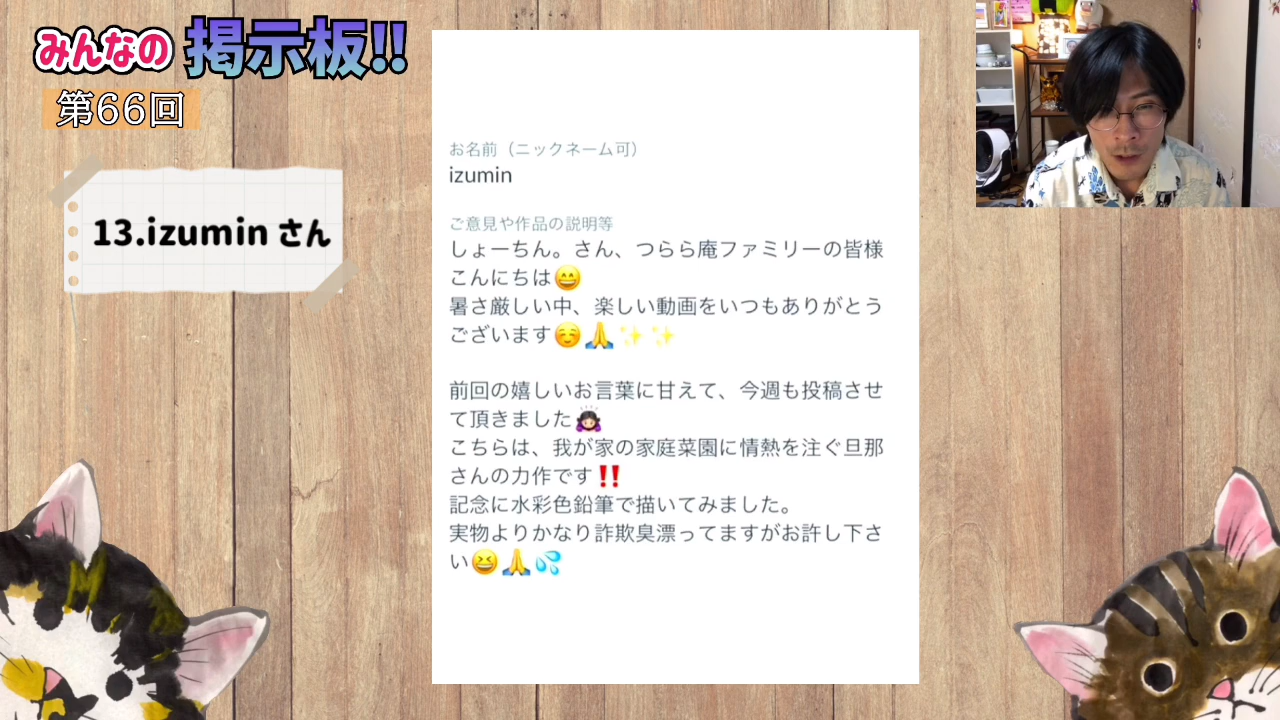 みんなの掲示板!!
第66回
13.izumin さん
お名前（ニックネーム可）
izumin
ご意見や作品の説明等
しょーちん。さん、つらら庵ファミリーの皆様
こんにちは😄
暑さ厳しい中、楽しい動画をいつもありがとう
ございます☺️🙏✨✨
前回の嬉しいお言葉に甘えて、今週も投稿させ
て頂きました🙇🏻‍♀️
こちらは、我が家の家庭菜園に情熱を注ぐ旦那
さんの力作です‼️
記念に水彩色鉛筆で描いてみました。
実物よりかなり詐欺臭漂ってますがお許し下さ
い😆🙏💦